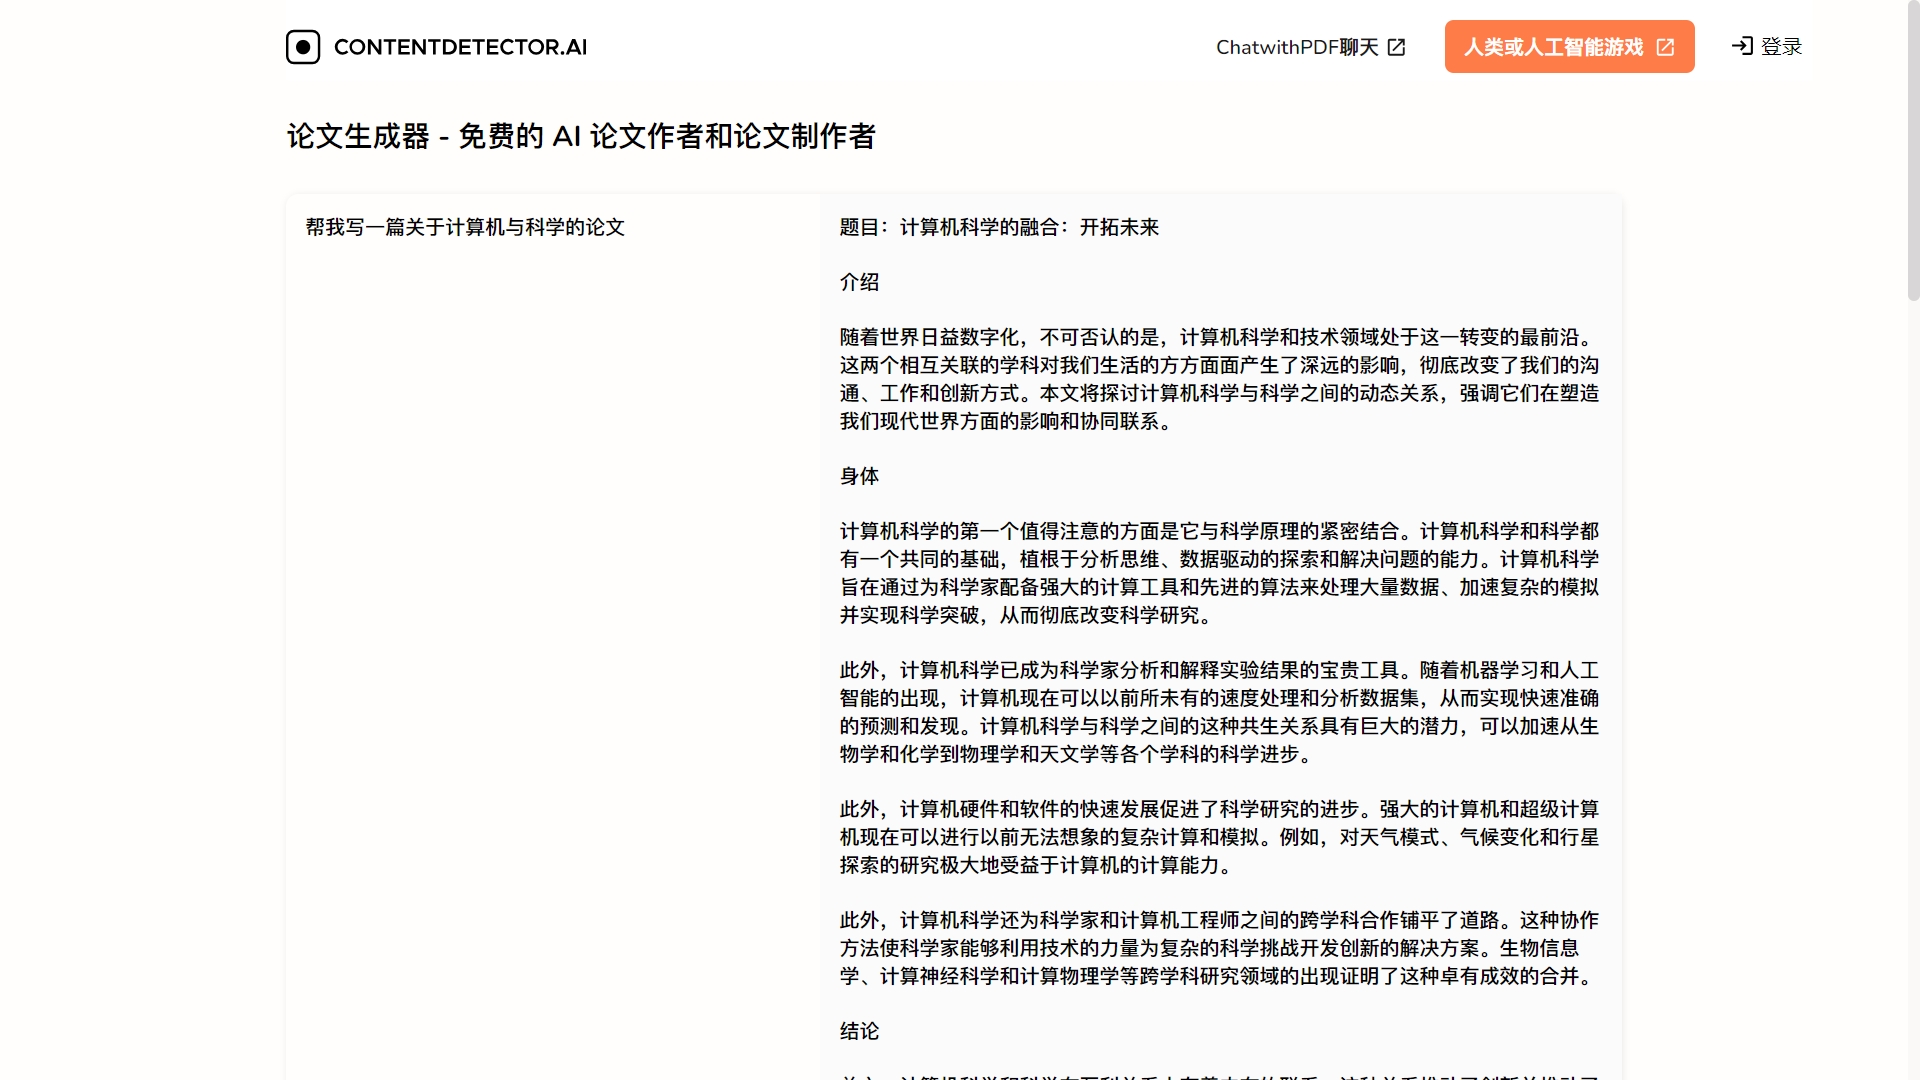 CONTENTDETECTOR.AI
ChatwithPDF聊天
人类或人工智能游戏
登录
论文生成器 - 免费的 AI 论文作者和论文制作者
帮我写一篇关于计算机与科学的论文
题目：计算机科学的融合：开拓未来
介绍
随着世界日益数字化，不可否认的是，计算机科学和技术领域处于这一转变的最前沿。
这两个相互关联的学科对我们生活的方方面面产生了深远的影响，彻底改变了我们的沟
通、工作和创新方式。本文将探讨计算机科学与科学之间的动态关系，强调它们在塑造
我们现代世界方面的影响和协同联系。
身体
计算机科学的第一个值得注意的方面是它与科学原理的紧密结合。计算机科学和科学都
有一个共同的基础，植根于分析思维、数据驱动的探索和解决问题的能力。计算机科学
旨在通过为科学家配备强大的计算工具和先进的算法来处理大量数据、加速复杂的模拟
并实现科学突破，从而彻底改变科学研究。
此外，计算机科学已成为科学家分析和解释实验结果的宝贵工具。随着机器学习和人工
智能的出现，计算机现在可以以前所未有的速度处理和分析数据集，从而实现快速准确
的预测和发现。计算机科学与科学之间的这种共生关系具有巨大的潜力，可以加速从生
物学和化学到物理学和天文学等各个学科的科学进步。
此外，计算机硬件和软件的快速发展促进了科学研究的进步。强大的计算机和超级计算
机现在可以进行以前无法想象的复杂计算和模拟。例如，对天气模式、气候变化和行星
探索的研究极大地受益于计算机的计算能力。
此外，计算机科学还为科学家和计算机工程师之间的跨学科合作铺平了道路。这种协作
方法使科学家能够利用技术的力量为复杂的科学挑战开发创新的解决方案。生物信息
学、计算神经科学和计算物理学等跨学科研究领域的出现证明了这种卓有成效的合并。
结论